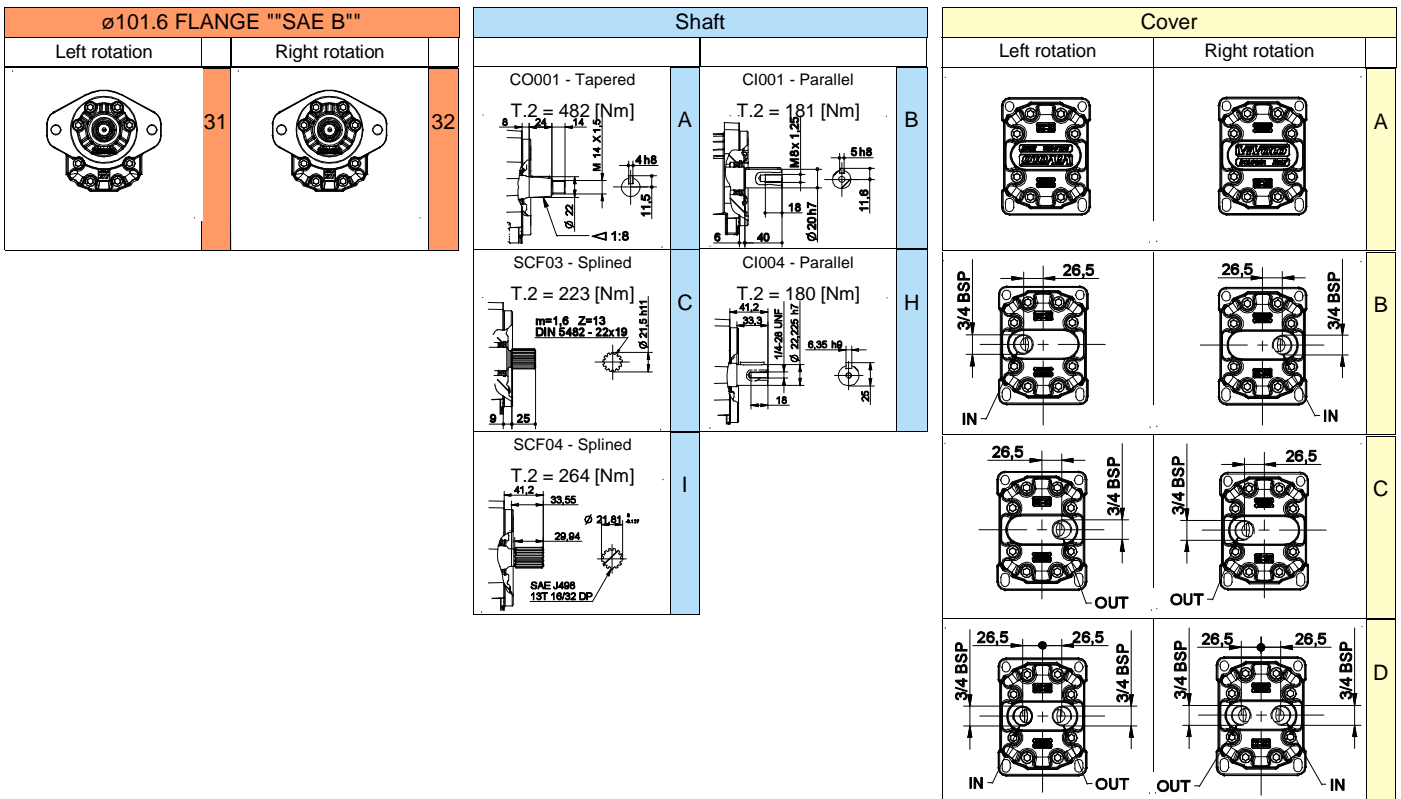 ø101.6 FLANGE ""SAE B""
Left rotation
Right rotation
31
32
Shaft
CO001 - Tapered
T.2 = 482 [Nm]
8
24
14
M 14 X 1,5
4 h8
11,5
Ø 22
1:8
A
CI001 - Parallel
T.2 = 181 [Nm]
M8 x 1,25
5 h8
11,6
18
Ø 20 h7
6
40
B
SCF03 - Splined
T.2 = 223 [Nm]
m=1,6 Z=13
DIN 5482 - 22x19
Ø 21,5 h11
9
25
C
CI004 - Parallel
T.2 = 180 [Nm]
41,2
33,3
1/4-28 UNF
Ø 22,225 h7
6,35 h9
18
25
H
SCF04 - Splined
T.2 = 264 [Nm]
41,2
33,55
Ø 21,81
29,94
SAE J498
13T 16/32 DP
I
Cover
Left rotation
Right rotation
A
26,5
3/4 BSP
IN
26,5
3/4 BSP
IN
B
26,5
3/4 BSP
OUT
26,5
3/4 BSP
OUT
C
26,5
26,5
3/4 BSP
3/4 BSP
IN
OUT
26,5
26,5
3/4 BSP
3/4 BSP
OUT
IN
D